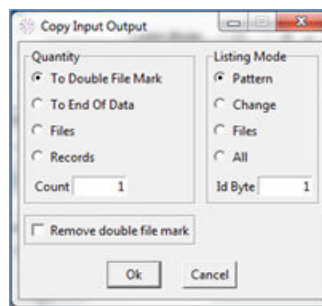 Copy Input Output
Quantity
To Double File Mark
To End Of Data
Files
Records
Count 1
Listing Mode
Pattern
Change
Files
All
Id Byte 1
Remove double file mark
Ok Cancel